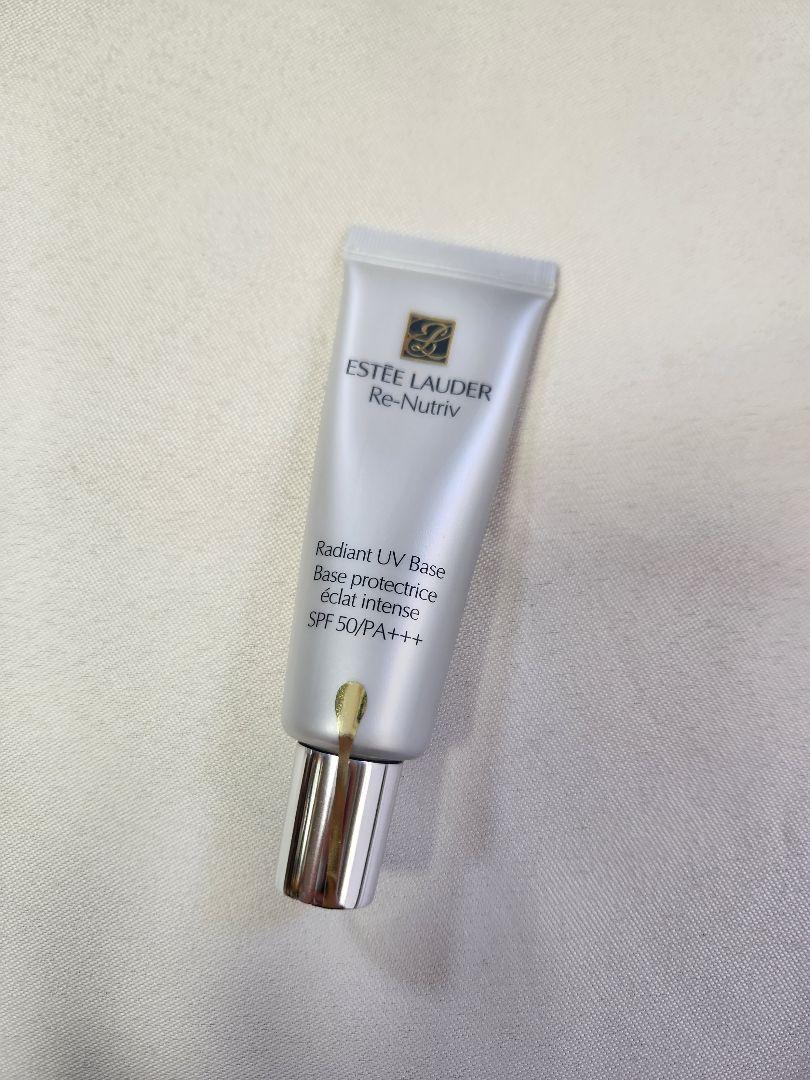 ESTĒE LAUDER
Re-Nutriv
Radiant UV Base
Base protectrice
éclat intense
SPF 50/PA+++